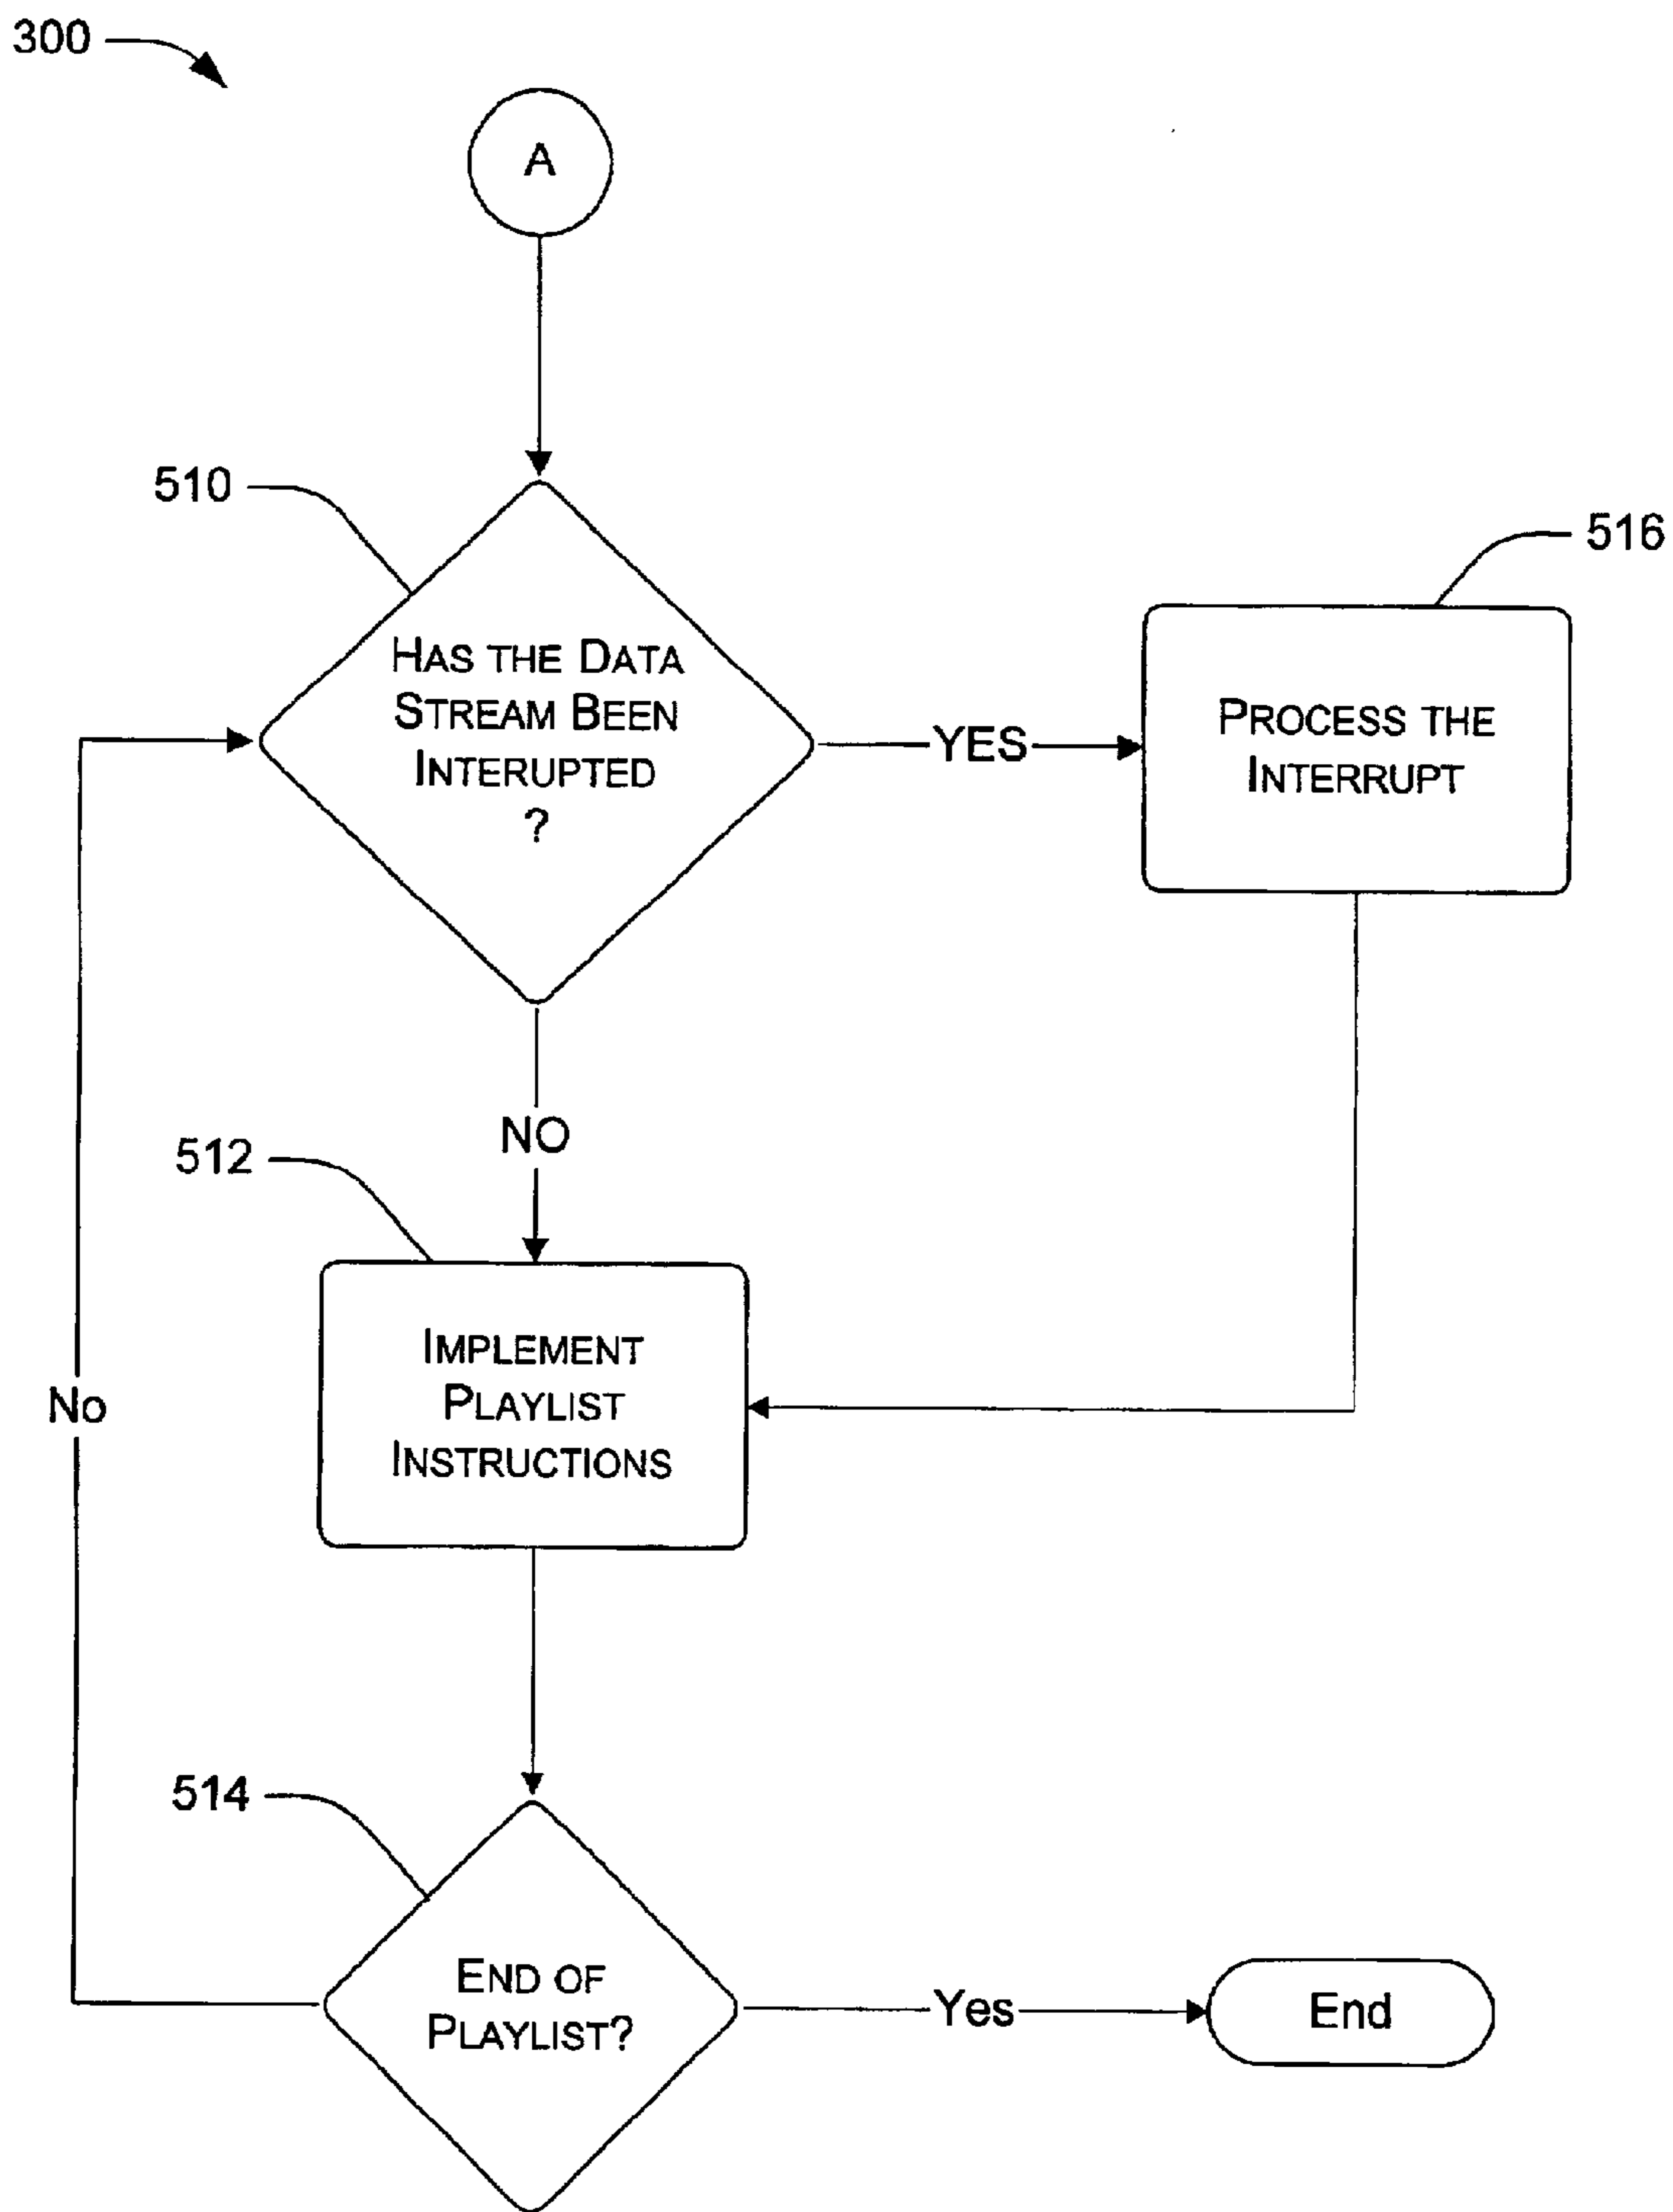 300
A
510
HAS THE DATA
STREAM BEEN
INTERUPTED
?
YES
516
PROCESS THE
INTERRUPT
NO
512
IMPLEMENT
PLAYLIST
INSTRUCTIONS
No
514
END OF
PLAYLIST?
Yes
End